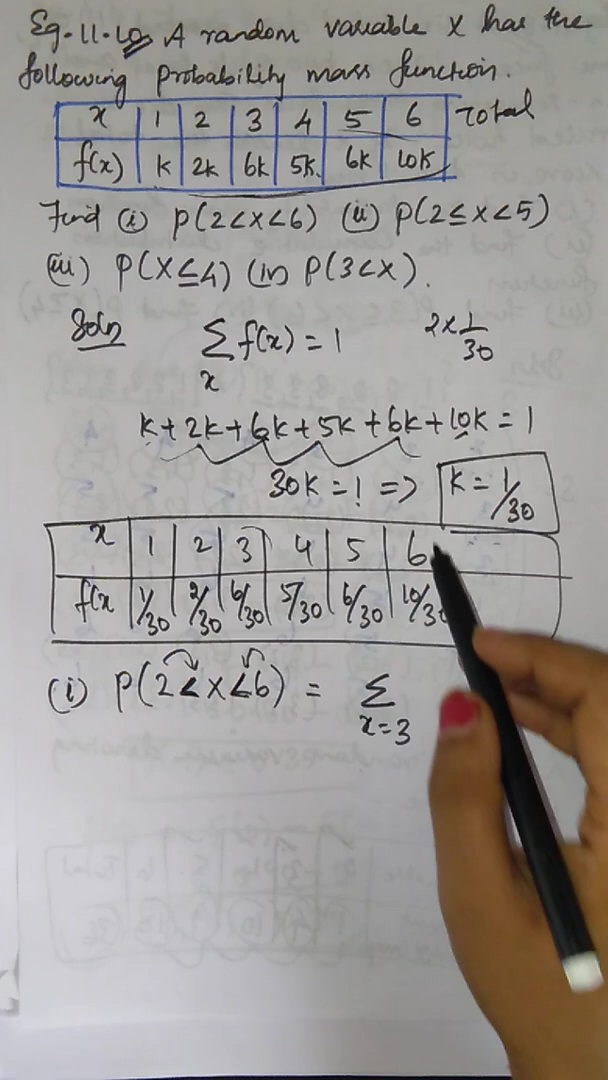 Eg. 11.10 A random variable X has the
following Probability mass function.
x 1 2 3 4 5 6 Total
f(x) k 2k 6k 5k. 6k 10k
Find (i) P(2<x<6) (ii) P(2≤x<5)
(iii) P(X≤4) (iv) P(3<x).
Soln Σ f(x) = 1 2×1/30
x
k+2k+6k+5k+6k+10k = 1
30k = 1 => k = 1/30
x 1 2 3 4 5 6
f(x 1/30 2/30 6/30 5/30 6/30 10/30
(i) P(2<x<6) = Σ
x=3